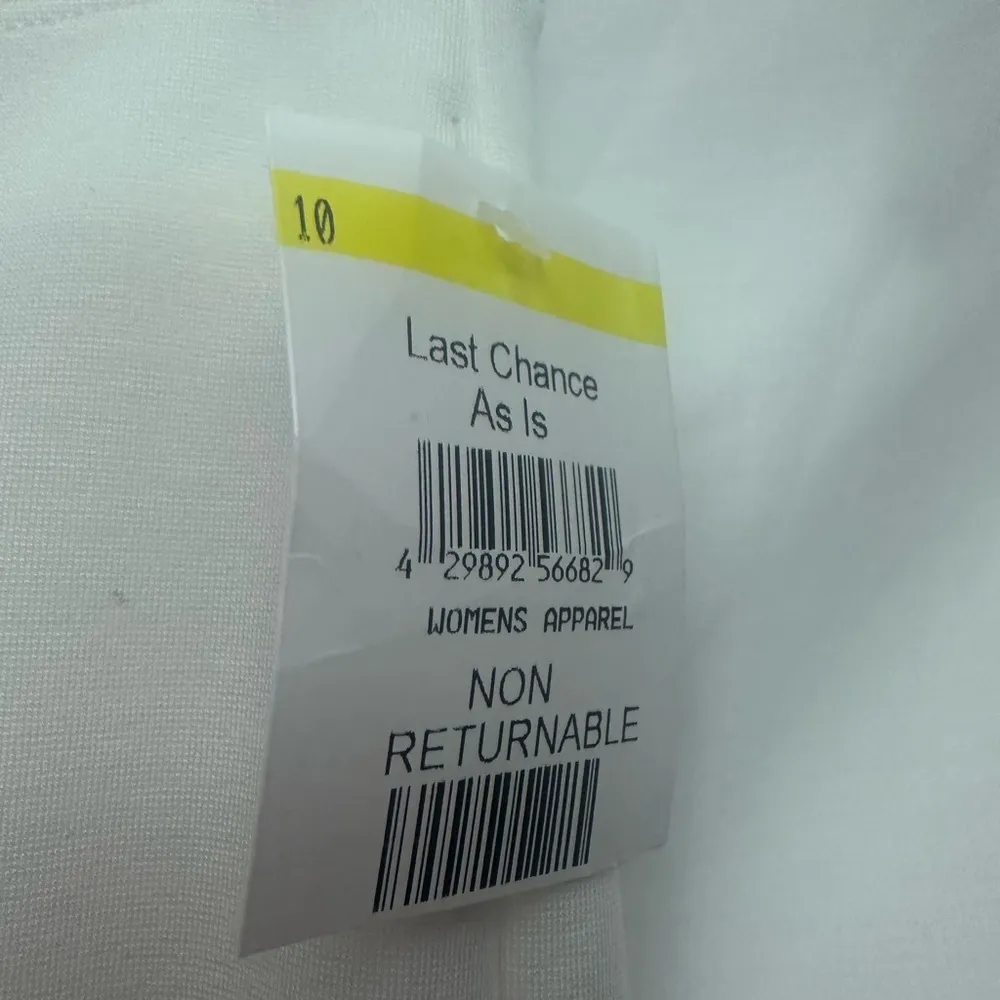 10
Last Chance
As Is
4 29892 56682 9
WOMENS APPAREL
NON
RETURNABLE